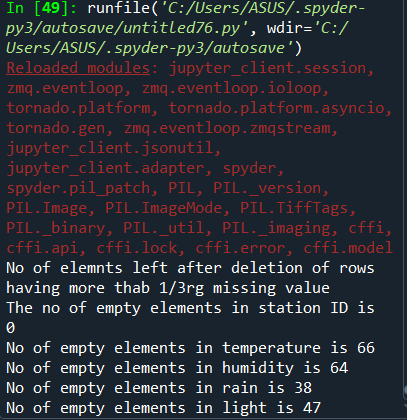 In [49]: runfile('C:/Users/ASUS/.spyder-
py3/autosave/untitled76.py', wdir='C:/
Users/ASUS/.spyder-py3/autosave')
Reloaded modules: jupyter_client.session,
zmq.eventloop, zmq.eventloop.ioloop,
tornado.platform, tornado.platform.asyncio,
tornado.gen, zmq.eventloop.zmqstream,
jupyter_client.jsonutil,
jupyter_client.adapter, spyder,
spyder.pil_patch, PIL, PIL._version,
PIL.Image, PIL.ImageMode, PIL.TiffTags,
PIL._binary, PIL._util, PIL._imaging, cffi,
cffi.api, cffi.lock, cffi.error, cffi.model
No of elemnts left after deletion of rows
having more thab 1/3rg missing value
The no of empty elements in station ID is
0
No of empty elements in temperature is 66
No of empty elements in humidity is 64
No of empty elements in rain is 38
No of empty elements in light is 47